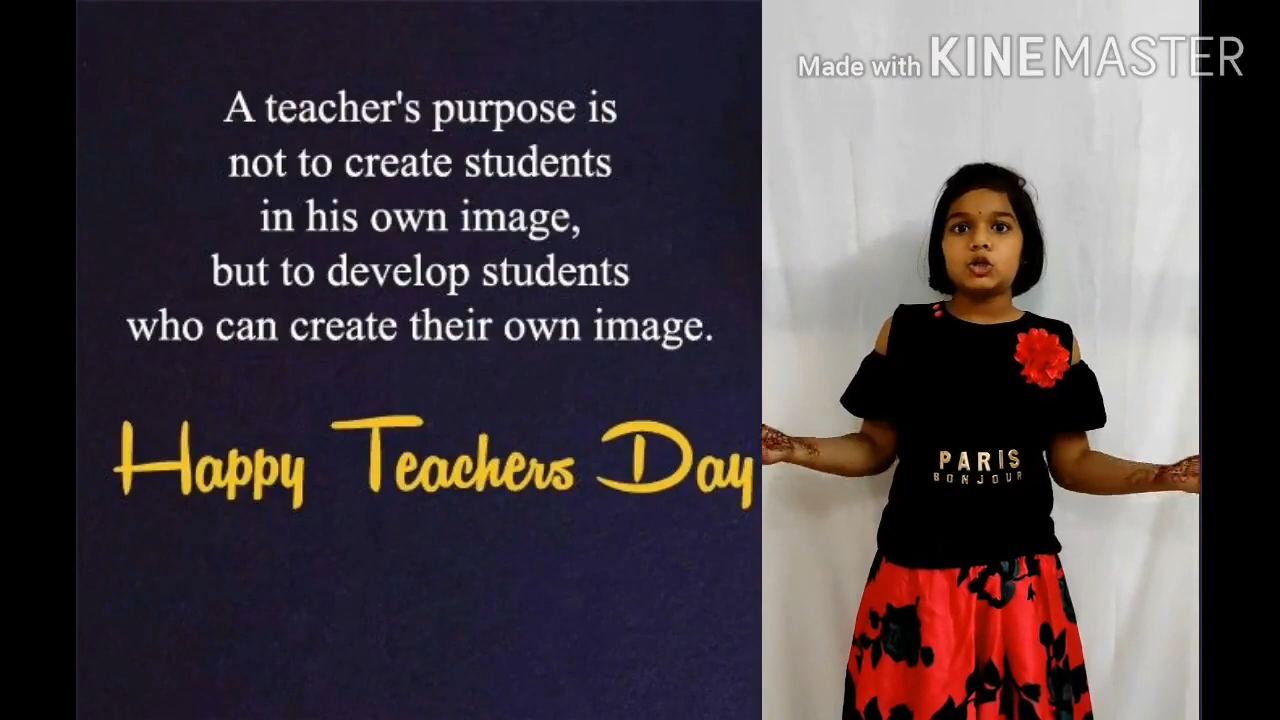 A teacher's purpose is
not to create students
in his own image,
but to develop students
who can create their own image.
Happy Teachers Day
Made with KINEMASTER
PARIS
BONJOUR